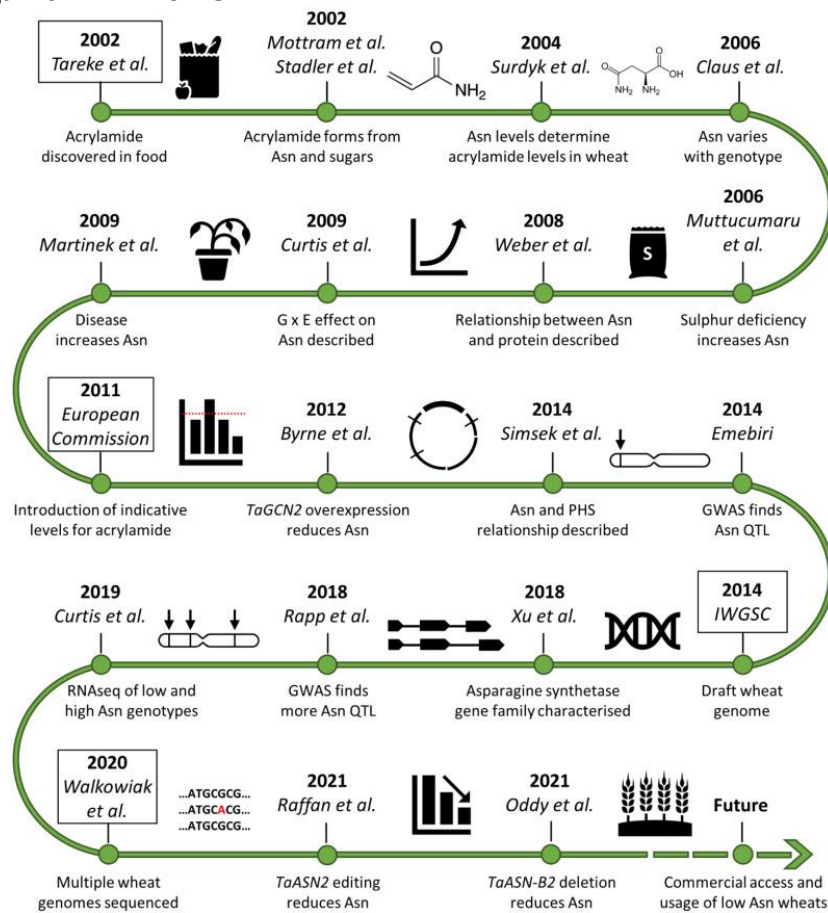 2002
Tareke et al.
Acrylamide
discovered in food
2002
Mottram et al.
Stadler et al.
Acrylamide forms from
Asn and sugars
O
NH₂
2004
Surdyk et al.
Asn levels determine
acrylamide levels in wheat
O
O
OH
NH₂ NH₂
2006
Claus et al.
Asn varies
with genotype
2006
Muttucumaru
et al.
Sulphur deficiency
increases Asn
S
2008
Weber et al.
Relationship between Asn
and protein described
2009
Curtis et al.
G x E effect on
Asn described
2009
Martinek et al.
Disease
increases Asn
2011
European
Commission
Introduction of indicative
levels for acrylamide
2012
Byrne et al.
TaGCN2 overexpression
reduces Asn
2014
Simsek et al.
Asn and PHS
relationship described
2014
Emebiri
GWAS finds
Asn QTL
2014
IWGSC
Draft wheat
genome
2018
Xu et al.
Asparagine synthetase
gene family characterised
2018
Rapp et al.
GWAS finds
more Asn QTL
2019
Curtis et al.
RNAseq of low and
high Asn genotypes
2020
Walkowiak
et al.
Multiple wheat
genomes sequenced
...ATGCGCG...
...ATGCACG...
...ATGCGCG...
2021
Raffan et al.
TaASN2 editing
reduces Asn
2021
Oddy et al.
TaASN-B2 deletion
reduces Asn
Future
Commercial access and
usage of low Asn wheats